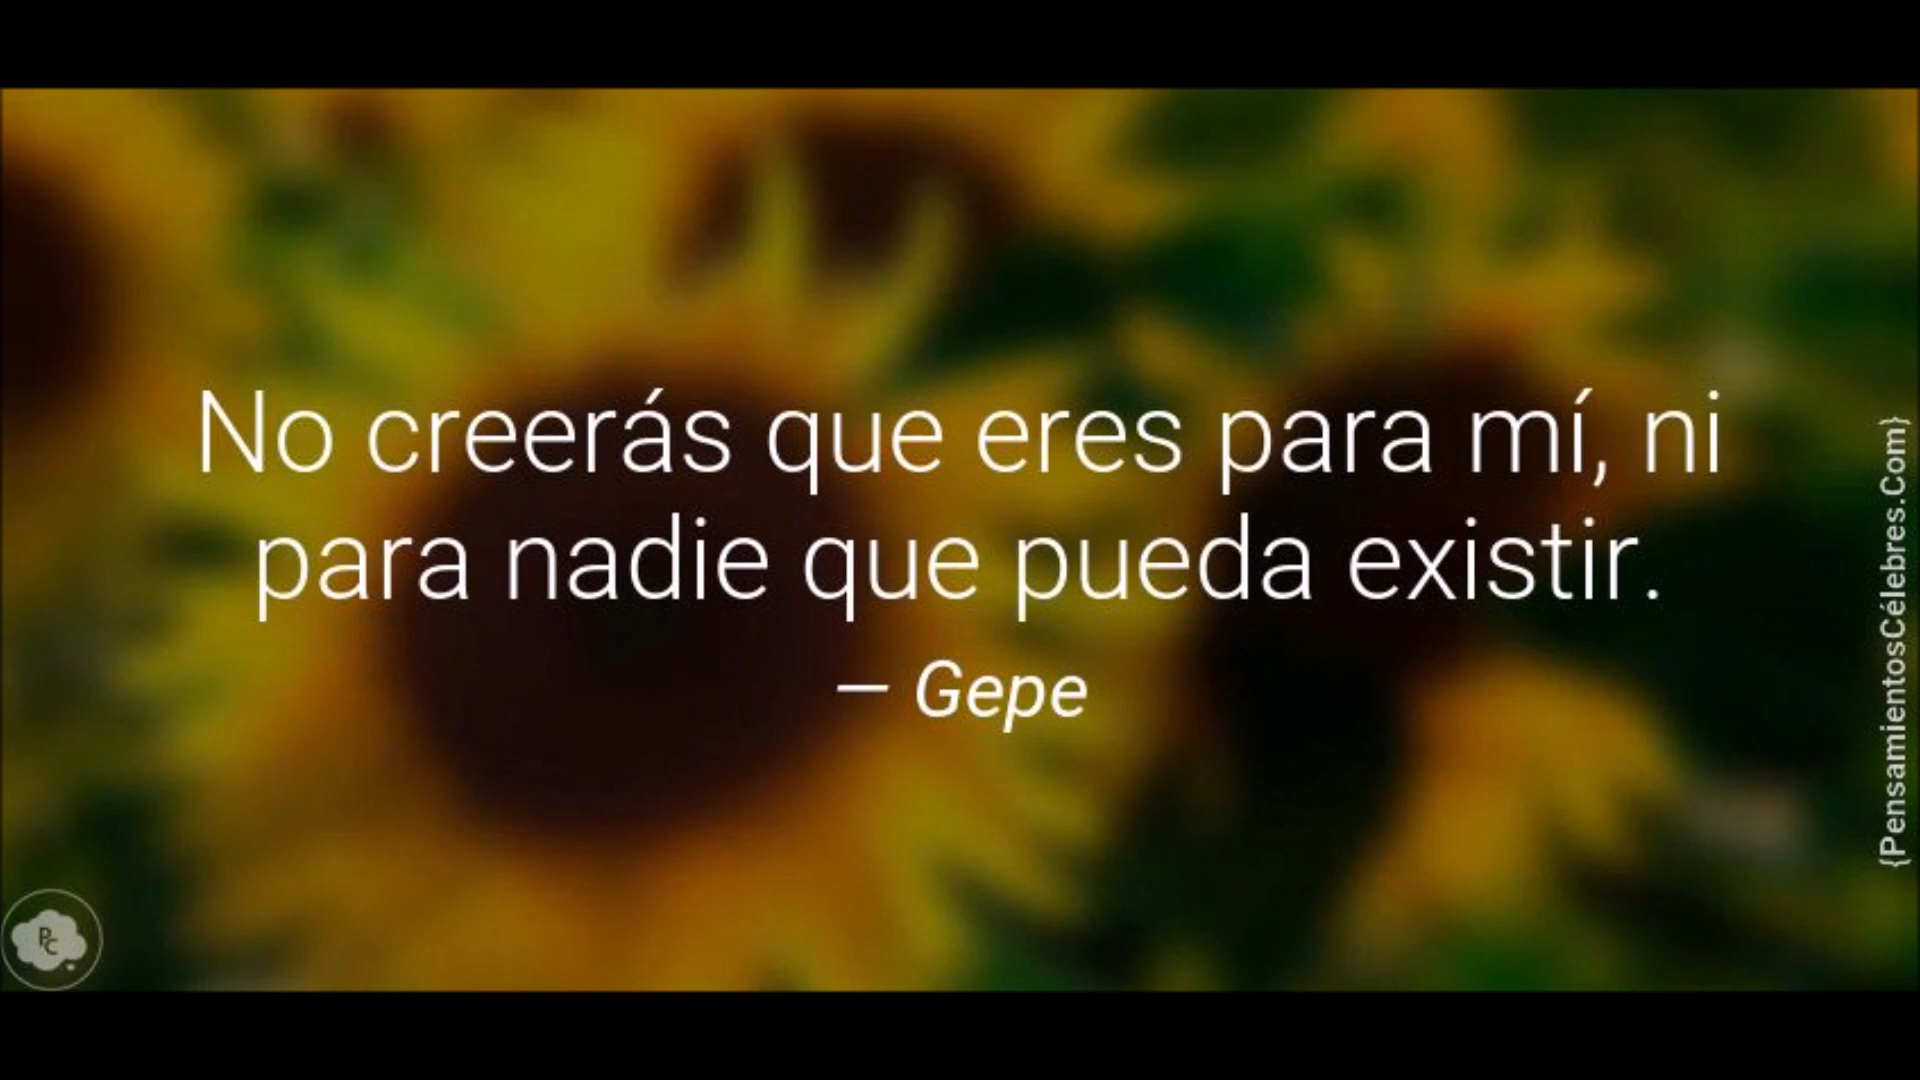 No creerás que eres para mí, ni
para nadie que pueda existir.
— Gepe
{PensamientosCélebres.Com}
PC